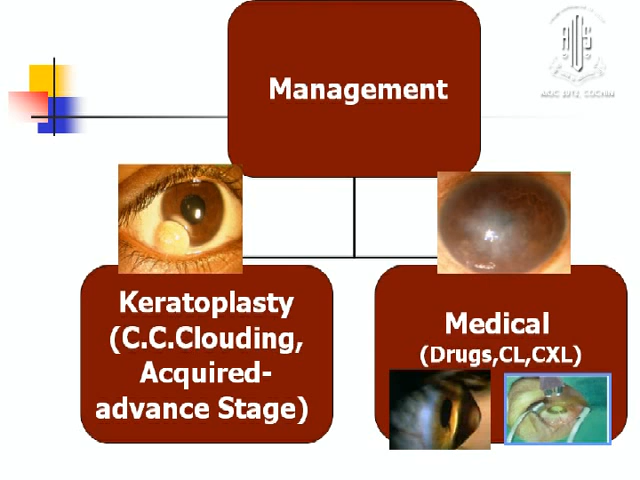 Management
AIOC 2012, COCHIN
Keratoplasty
(C.C.Clouding,
Acquired-
advance Stage)
Medical
(Drugs,CL,CXL)